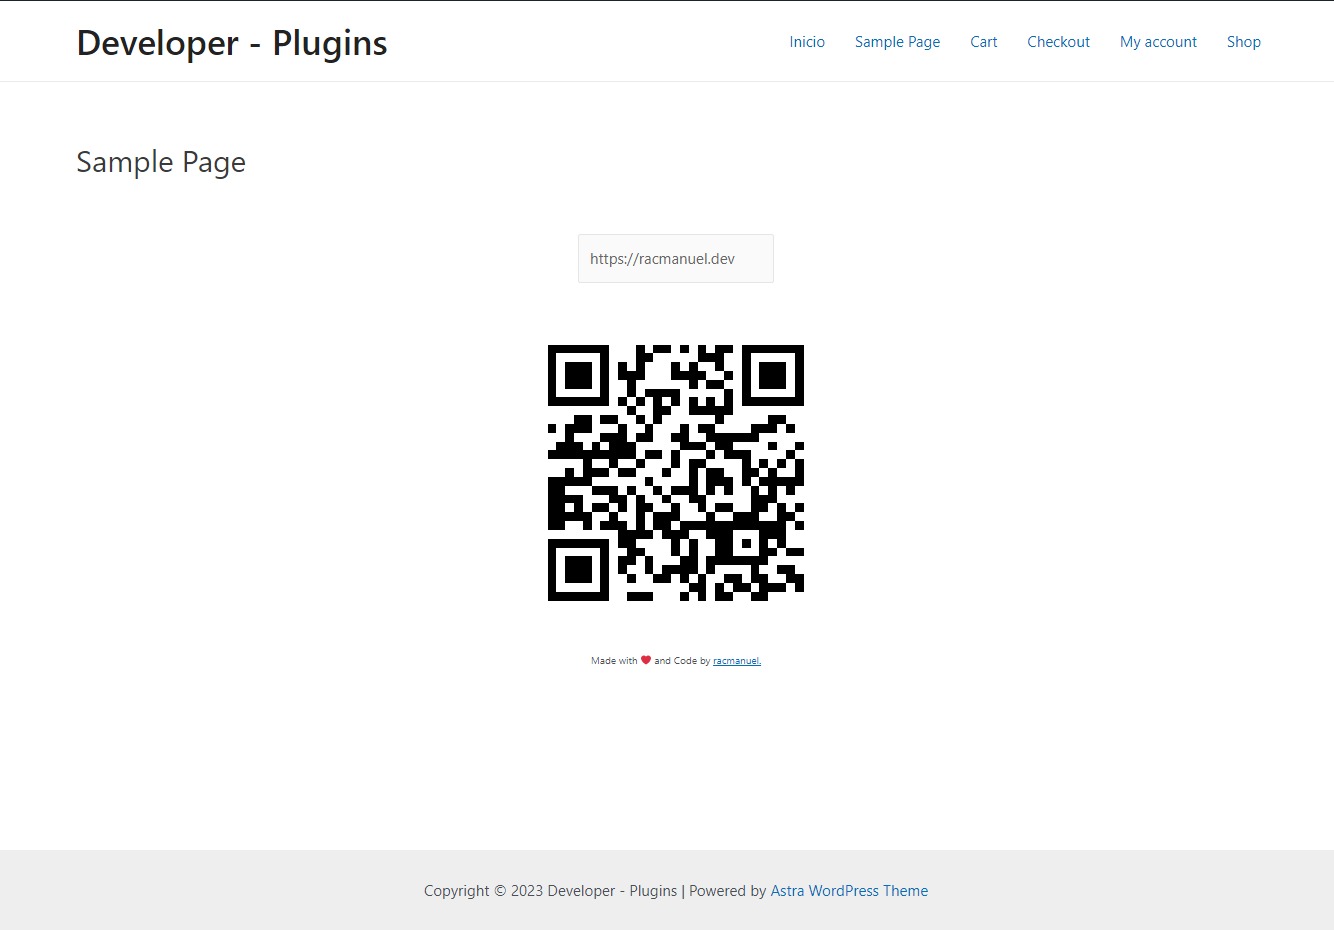 Developer - Plugins
Inicio Sample Page Cart Checkout My account Shop
Sample Page
https://racmanuel.dev
Made with ❤ and Code by racmanuel.
Copyright © 2023 Developer - Plugins | Powered by Astra WordPress Theme